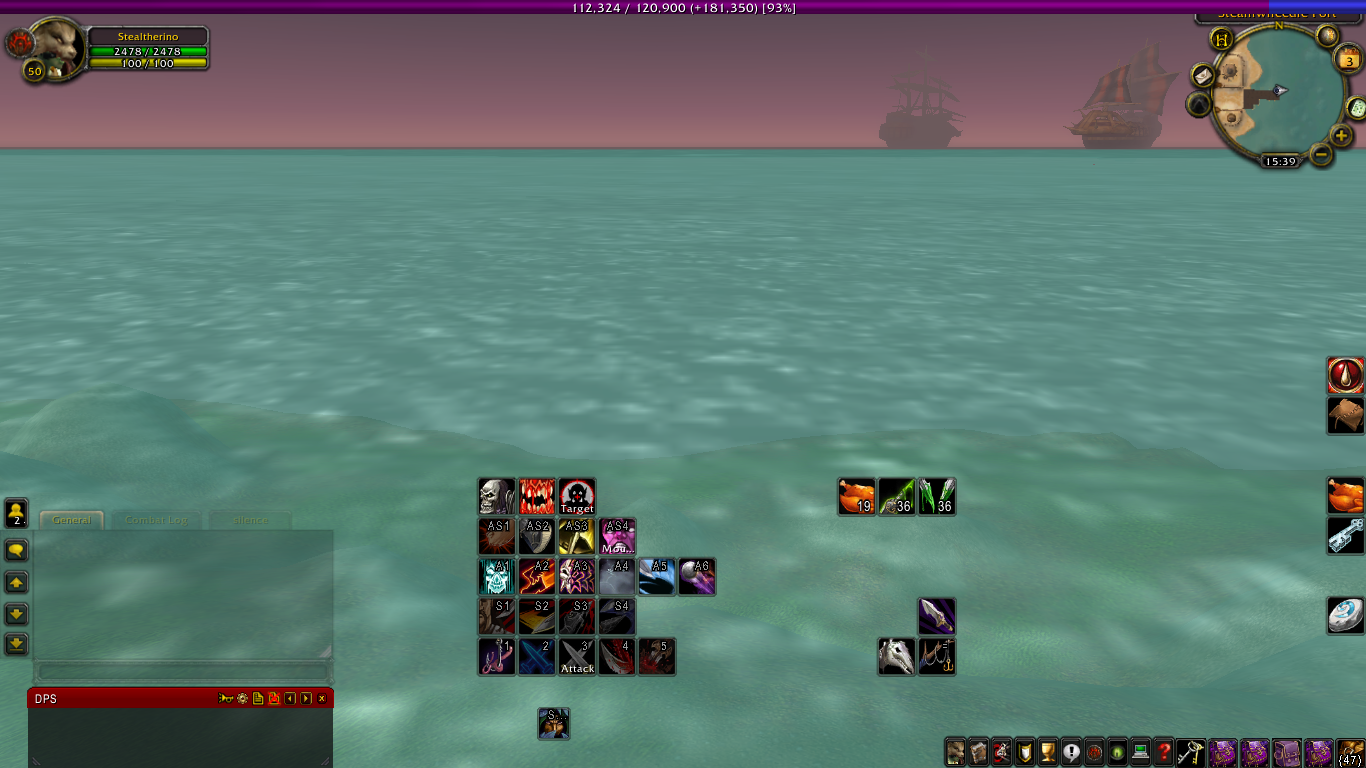 112,324 / 120,900 (+181,350) [93%]
Steamwheedle Port
N
Stealtherino
2478 / 2478
100 / 100
50
3
15:39
Target
19
36
36
AS1 AS2 AS3 AS4
Mou...
A1 A2 A3 A4 A5 A6
S1 S2 S3 S4
1 2 3 4 5
Attack
2
General
Combat Log
silence
DPS
S...
(47)